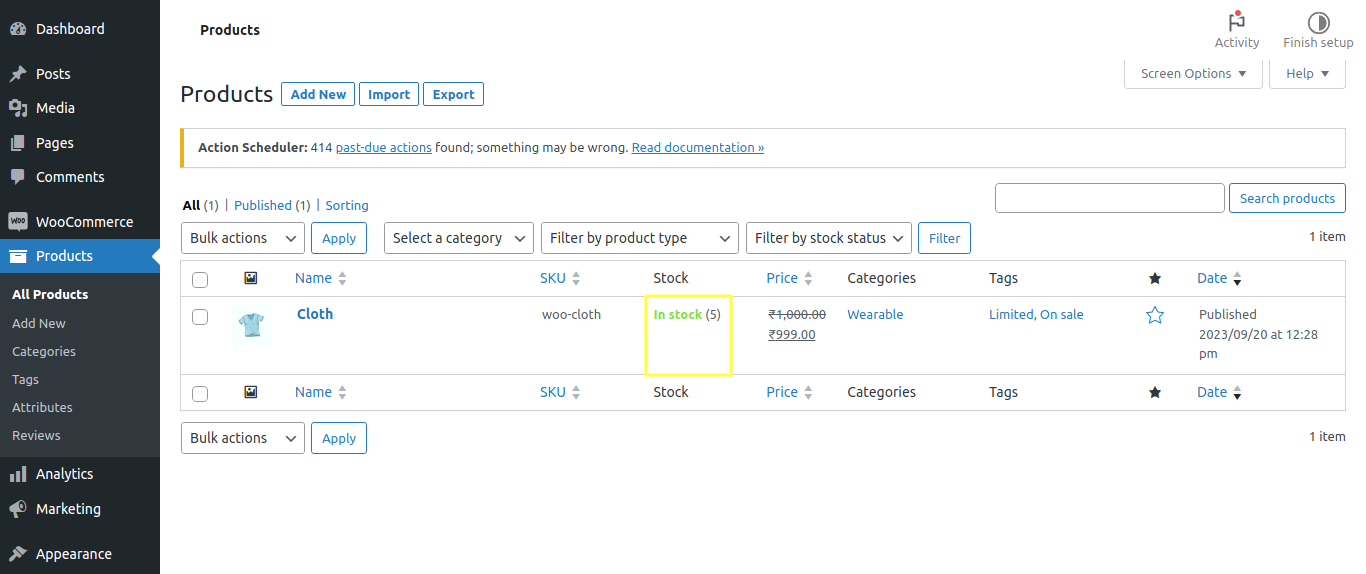 Dashboard
Posts
Media
Pages
Comments
WOO WooCommerce
Products
All Products
Add New
Categories
Tags
Attributes
Reviews
Analytics
Marketing
Appearance
Products
Activity
Finish setup
Screen Options
Help
Products Add New Import Export
Action Scheduler: 414 past-due actions found; something may be wrong. Read documentation »
All (1) | Published (1) | Sorting
Search products
Bulk actions Apply Select a category Filter by product type Filter by stock status Filter 1 item
Name SKU Stock Price Categories Tags Date
Cloth woo-cloth In stock (5) ₹1,000.00 Wearable Limited, On sale Published
₹999.00 2023/09/20 at 12:28
pm
Name SKU Stock Price Categories Tags Date
Bulk actions Apply 1 item